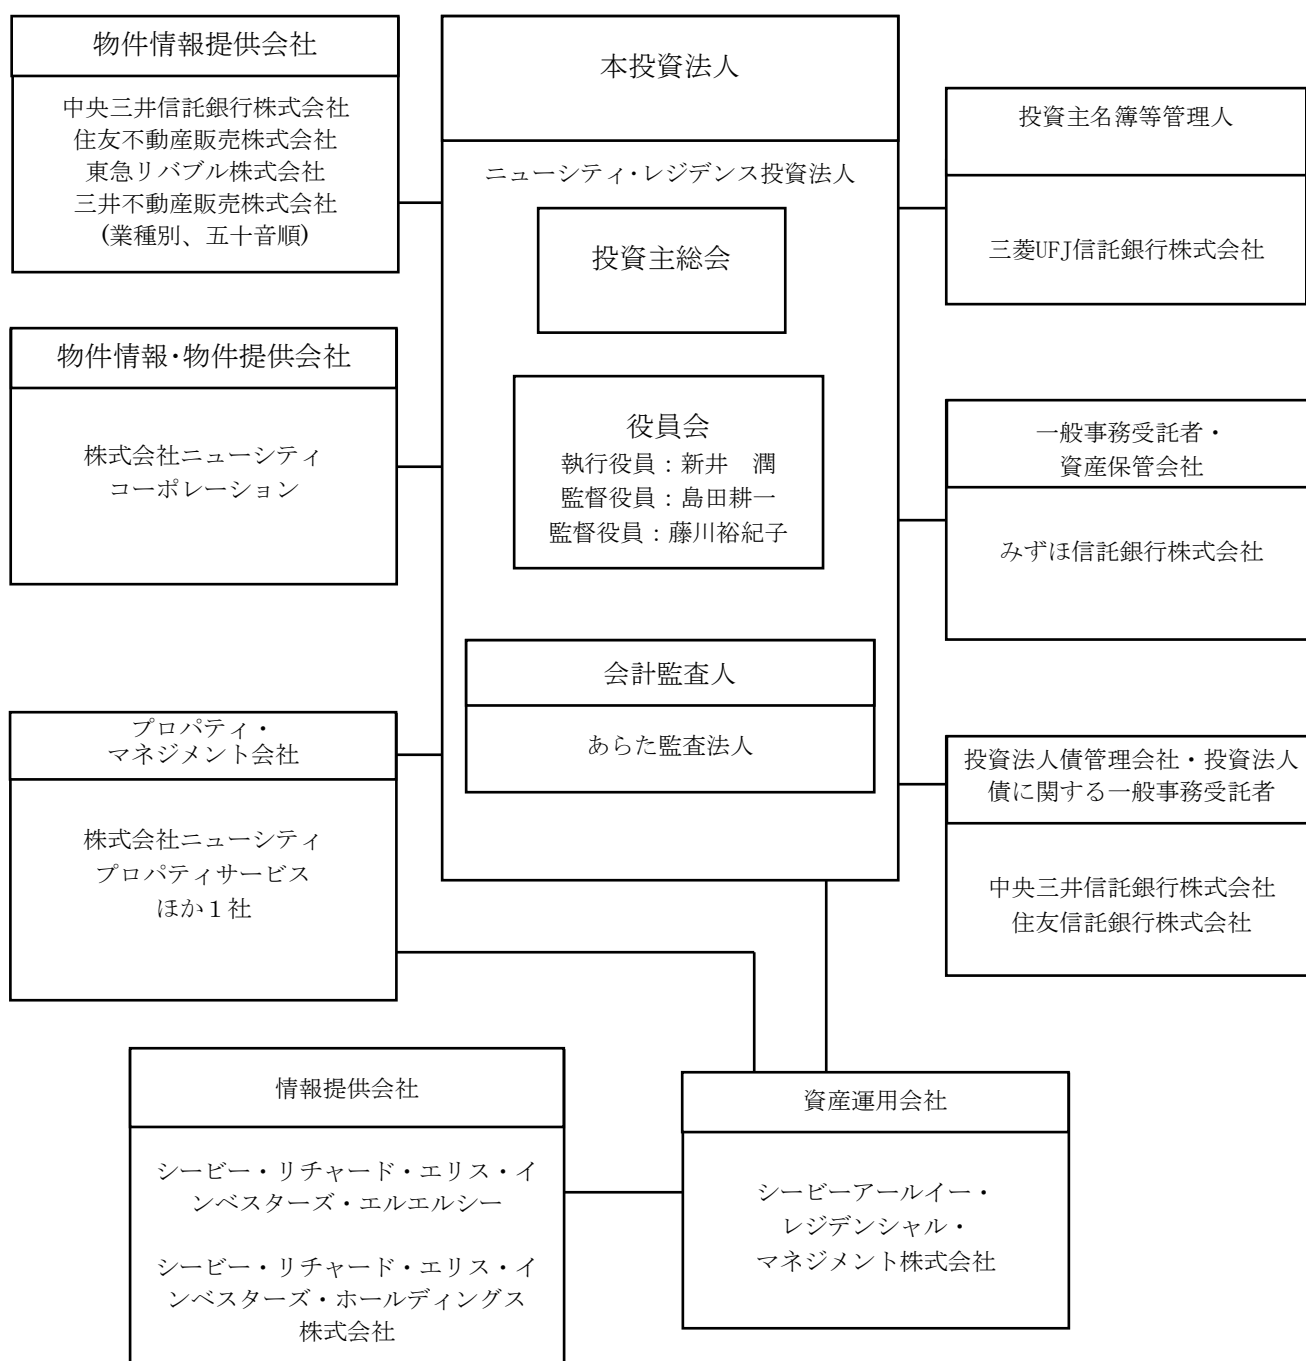 物件情報提供会社
中央三井信託銀行株式会社
住友不動産販売株式会社
東急リバブル株式会社
三井不動産販売株式会社
(業種別、五十音順)
物件情報・物件提供会社
株式会社ニューシティ
コーポレーション
プロパティ・
マネジメント会社
株式会社ニューシティ
プロパティサービス
ほか１社
本投資法人
ニューシティ・レジデンス投資法人
投資主総会
役員会
執行役員：新井　潤
監督役員：島田耕一
監督役員：藤川裕紀子
会計監査人
あらた監査法人
投資主名簿等管理人
三菱UFJ信託銀行株式会社
一般事務受託者・
資産保管会社
みずほ信託銀行株式会社
投資法人債管理会社・投資法人
債に関する一般事務受託者
中央三井信託銀行株式会社
住友信託銀行株式会社
情報提供会社
シービー・リチャード・エリス・イ
ンベスターズ・エルエルシー
シービー・リチャード・エリス・イ
ンベスターズ・ホールディングス
株式会社
資産運用会社
シービーアールイー・
レジデンシャル・
マネジメント株式会社